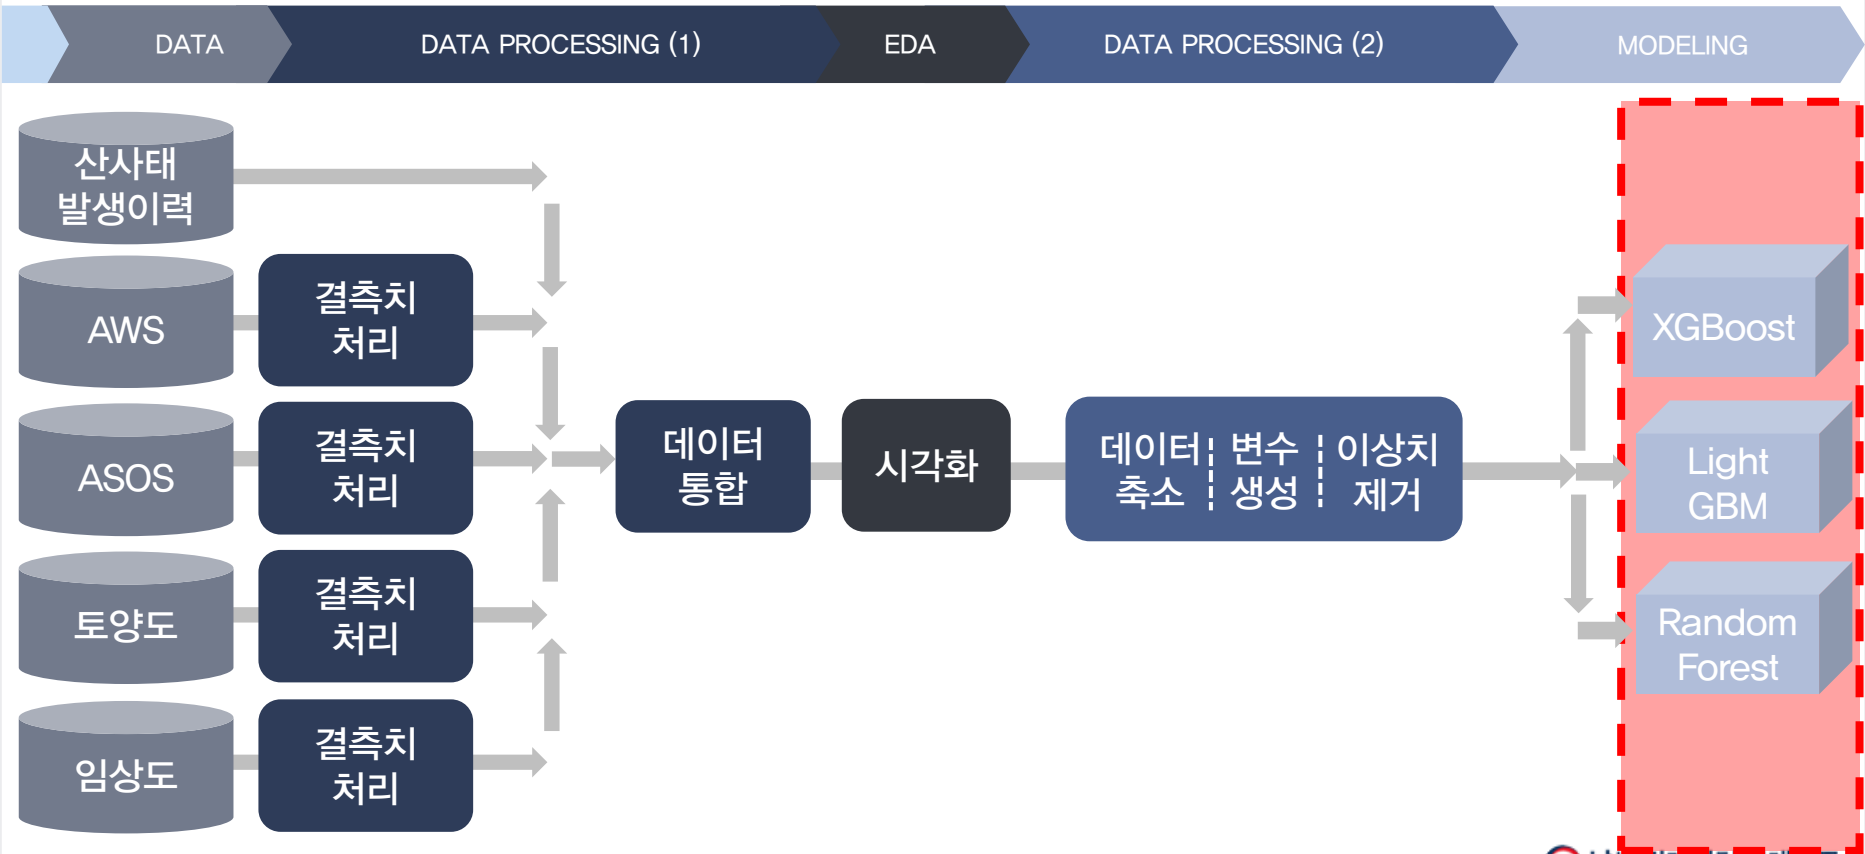 DATA
DATA PROCESSING (1)
EDA
DATA PROCESSING (2)
MODELING
산사태
발생이력
AWS
결측치
처리
ASOS
결측치
처리
토양도
결측치
처리
임상도
결측치
처리
데이터
통합
시각화
데이터
축소
변수
생성
이상치
제거
XGBoost
Light
GBM
Random
Forest